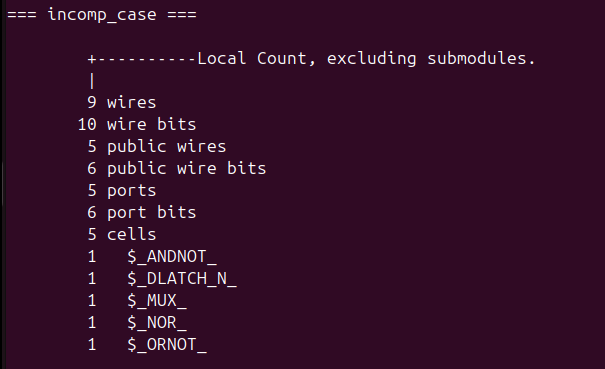 === incomp_case ===
+----------Local Count, excluding submodules.
|
9 wires
10 wire bits
5 public wires
6 public wire bits
5 ports
6 port bits
5 cells
1 $_ANDNOT_
1 $_DLATCH_N_
1 $_MUX_
1 $_NOR_
1 $_ORNOT_